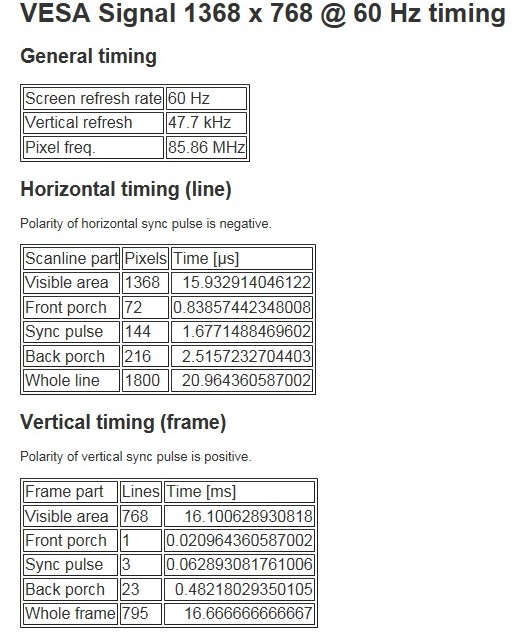 VESA Signal 1368 x 768 @ 60 Hz timing
General timing
Screen refresh rate 60 Hz
Vertical refresh 47.7 kHz
Pixel freq. 85.86 MHz
Horizontal timing (line)
Polarity of horizontal sync pulse is negative.
Scanline part Pixels Time [µs]
Visible area 1368 15.932914046122
Front porch 72 0.83857442348008
Sync pulse 144 1.6771488469602
Back porch 216 2.5157232704403
Whole line 1800 20.964360587002
Vertical timing (frame)
Polarity of vertical sync pulse is positive.
Frame part Lines Time [ms]
Visible area 768 16.100628930818
Front porch 1 0.020964360587002
Sync pulse 3 0.062893081761006
Back porch 23 0.48218029350105
Whole frame 795 16.666666666667